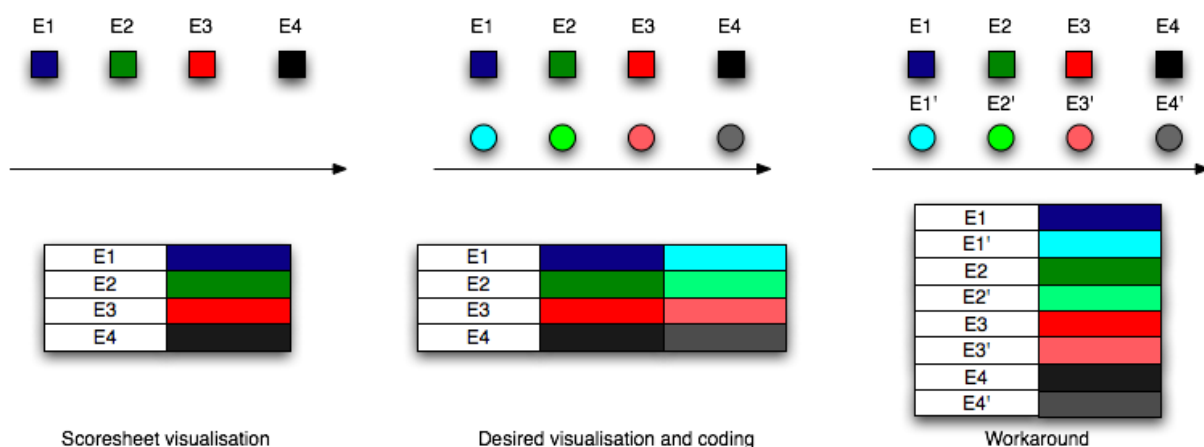 E1 E2 E3 E4
E1 E2 E3 E4
E1 E2 E3 E4
E1' E2' E3' E4'
E1
E2
E3
E4
E1
E2
E3
E4
E1
E1'
E2
E2'
E3
E3'
E4
E4'
Scoresheet visualisation
Desired visualisation and coding
Workaround